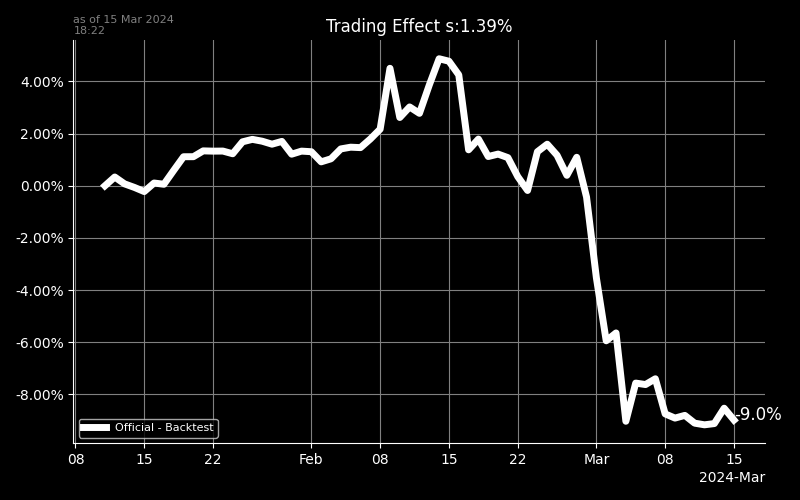 as of 15 Mar 2024
18:22
Trading Effect s:1.39%
4.00%
2.00%
0.00%
-2.00%
-4.00%
-6.00%
-8.00%
-9.0%
Official - Backtest
08 15 22 Feb 08 15 22 Mar 08 15
2024-Mar